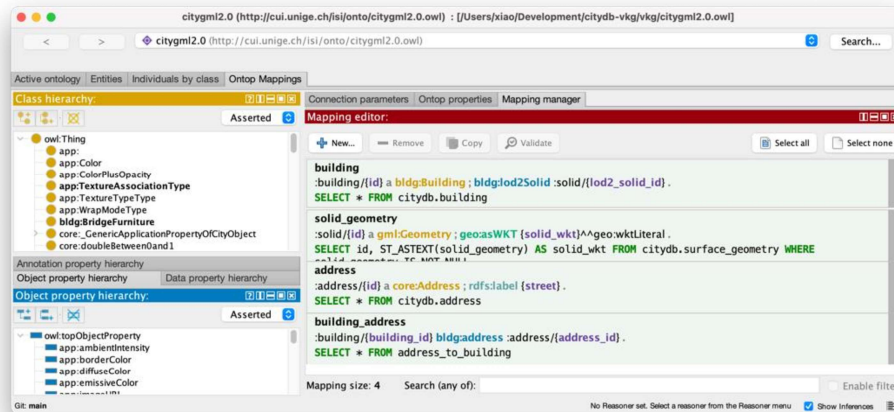 citygml2.0 (http://cui.unige.ch/isi/onto/citygml2.0.owl) : [/Users/xiao/Development/citydb-vkg/vkg/citygml2.0.owl]
< > citygml2.0 (http://cui.unige.ch/isi/onto/citygml2.0.owl) Search...
Active ontology Entities Individuals by class Ontop Mappings
Class hierarchy:
Asserted
owl:Thing
app:
app:Color
app:ColorPlusOpacity
app:TextureAssociationType
app:TextureTypeType
app:WrapModeType
bldg:BridgeFurniture
core:_GenericApplicationPropertyOfCityObject
core:doubleBetween0and1
Annotation property hierarchy
Object property hierarchy Data property hierarchy
Object property hierarchy:
Asserted
owl:topObjectProperty
app:ambientIntensity
app:borderColor
app:diffuseColor
app:emissiveColor
Git: main
Connection parameters Ontop properties Mapping manager
Mapping editor:
New... Remove Copy Validate Select all Select none
building
:building/{id} a bldg:Building ; bldg:lod2Solid :solid/{lod2_solid_id} .
SELECT * FROM citydb.building
solid_geometry
:solid/{id} a gml:Geometry ; geo:asWKT {solid_wkt}^^geo:wktLiteral .
SELECT id, ST_ASTEXT(solid_geometry) AS solid_wkt FROM citydb.surface_geometry WHERE
solid_geometry IS NOT NULL
address
:address/{id} a core:Address ; rdfs:label {street} .
SELECT * FROM citydb.address
building_address
:building/{building_id} bldg:address :address/{address_id} .
SELECT * FROM address_to_building
Mapping size: 4 Search (any of): Enable filte
No Reasoner set. Select a reasoner from the Reasoner menu Show Inferences